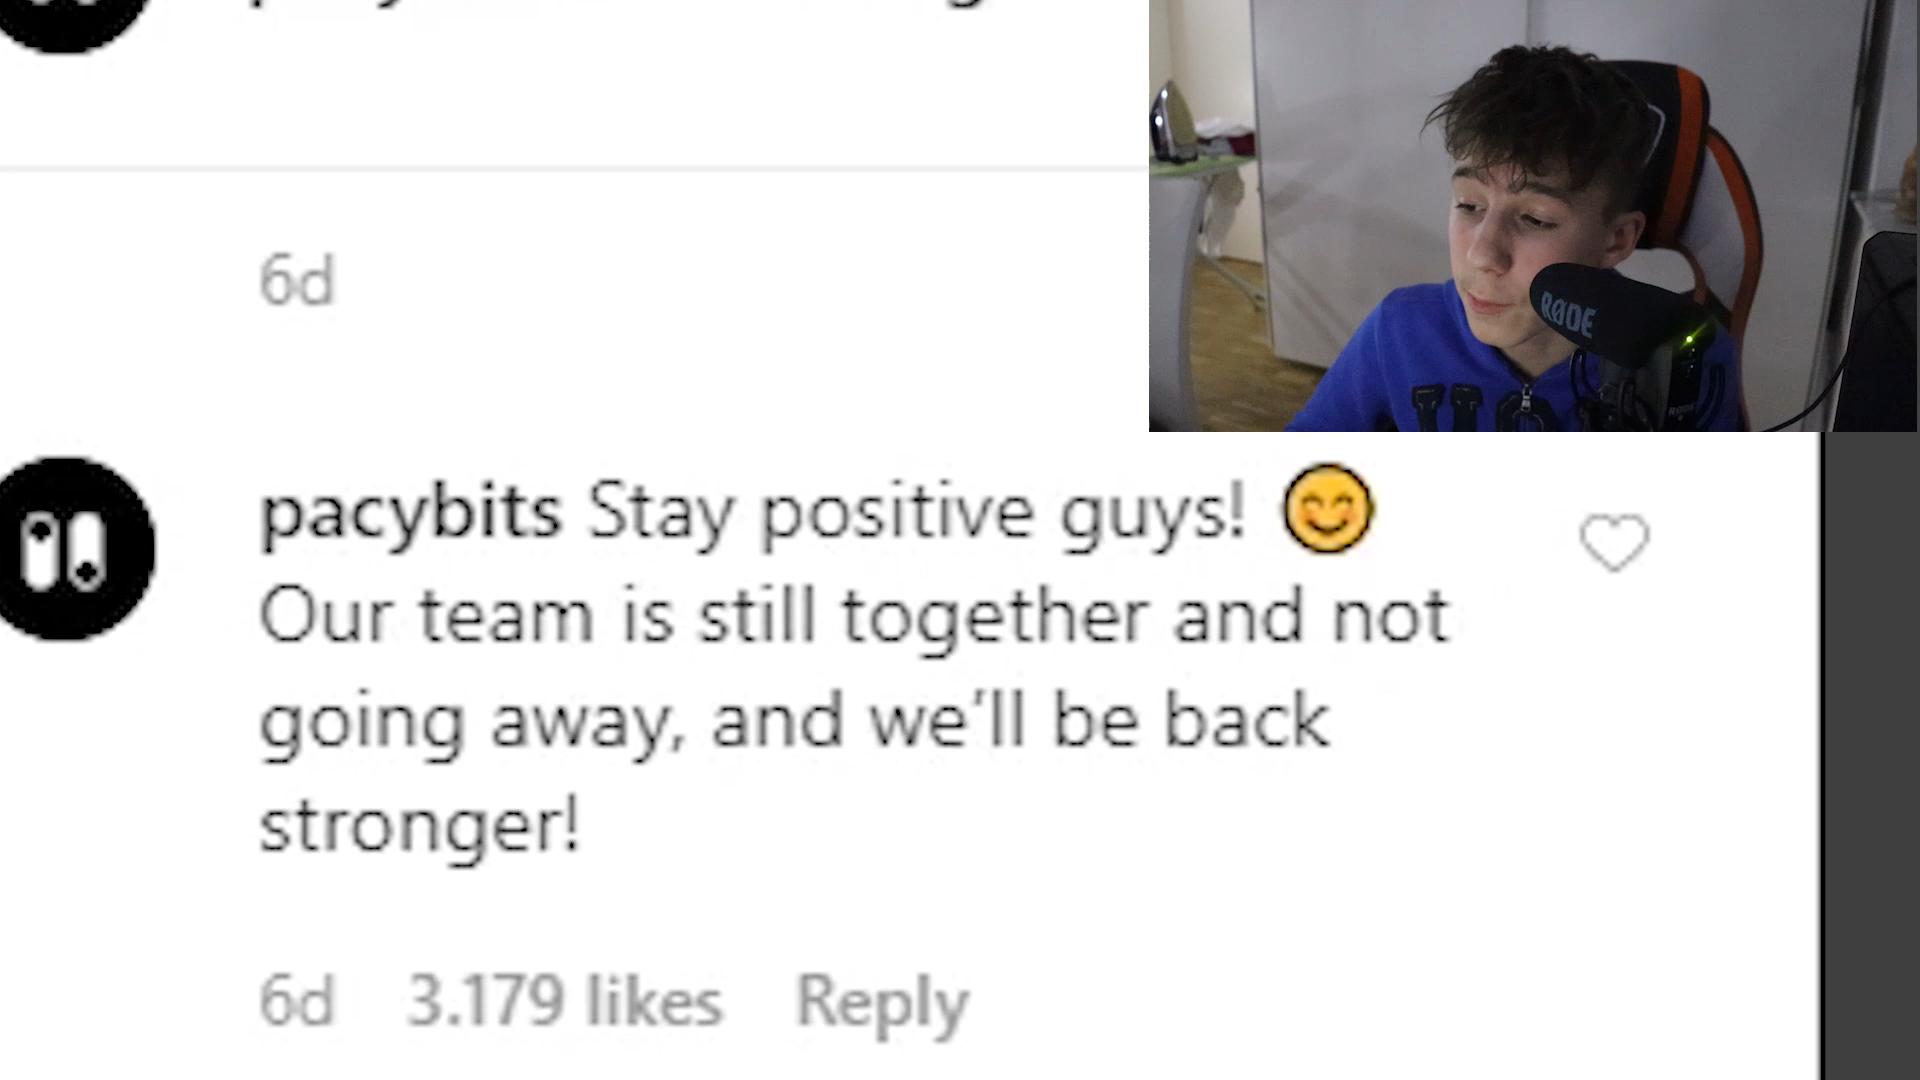 6d
RØDE
pacybits Stay positive guys! 😊
Our team is still together and not
going away, and we'll be back
stronger!
6d 3.179 likes Reply